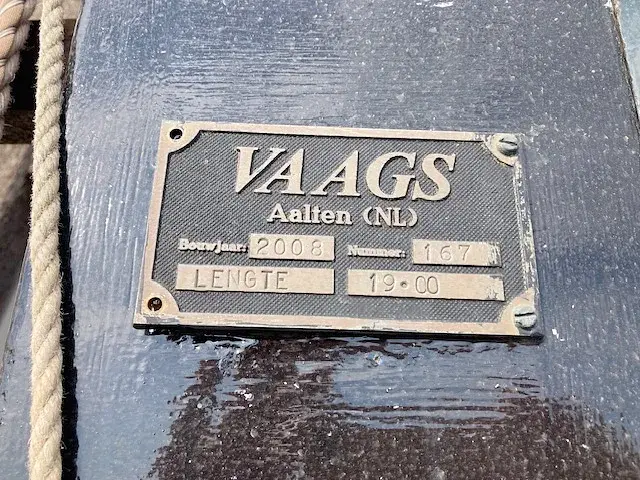 VAAGS
Aalten (NL)
Bouwjaar: 2008 Nummer: 167
LENGTE 19.00